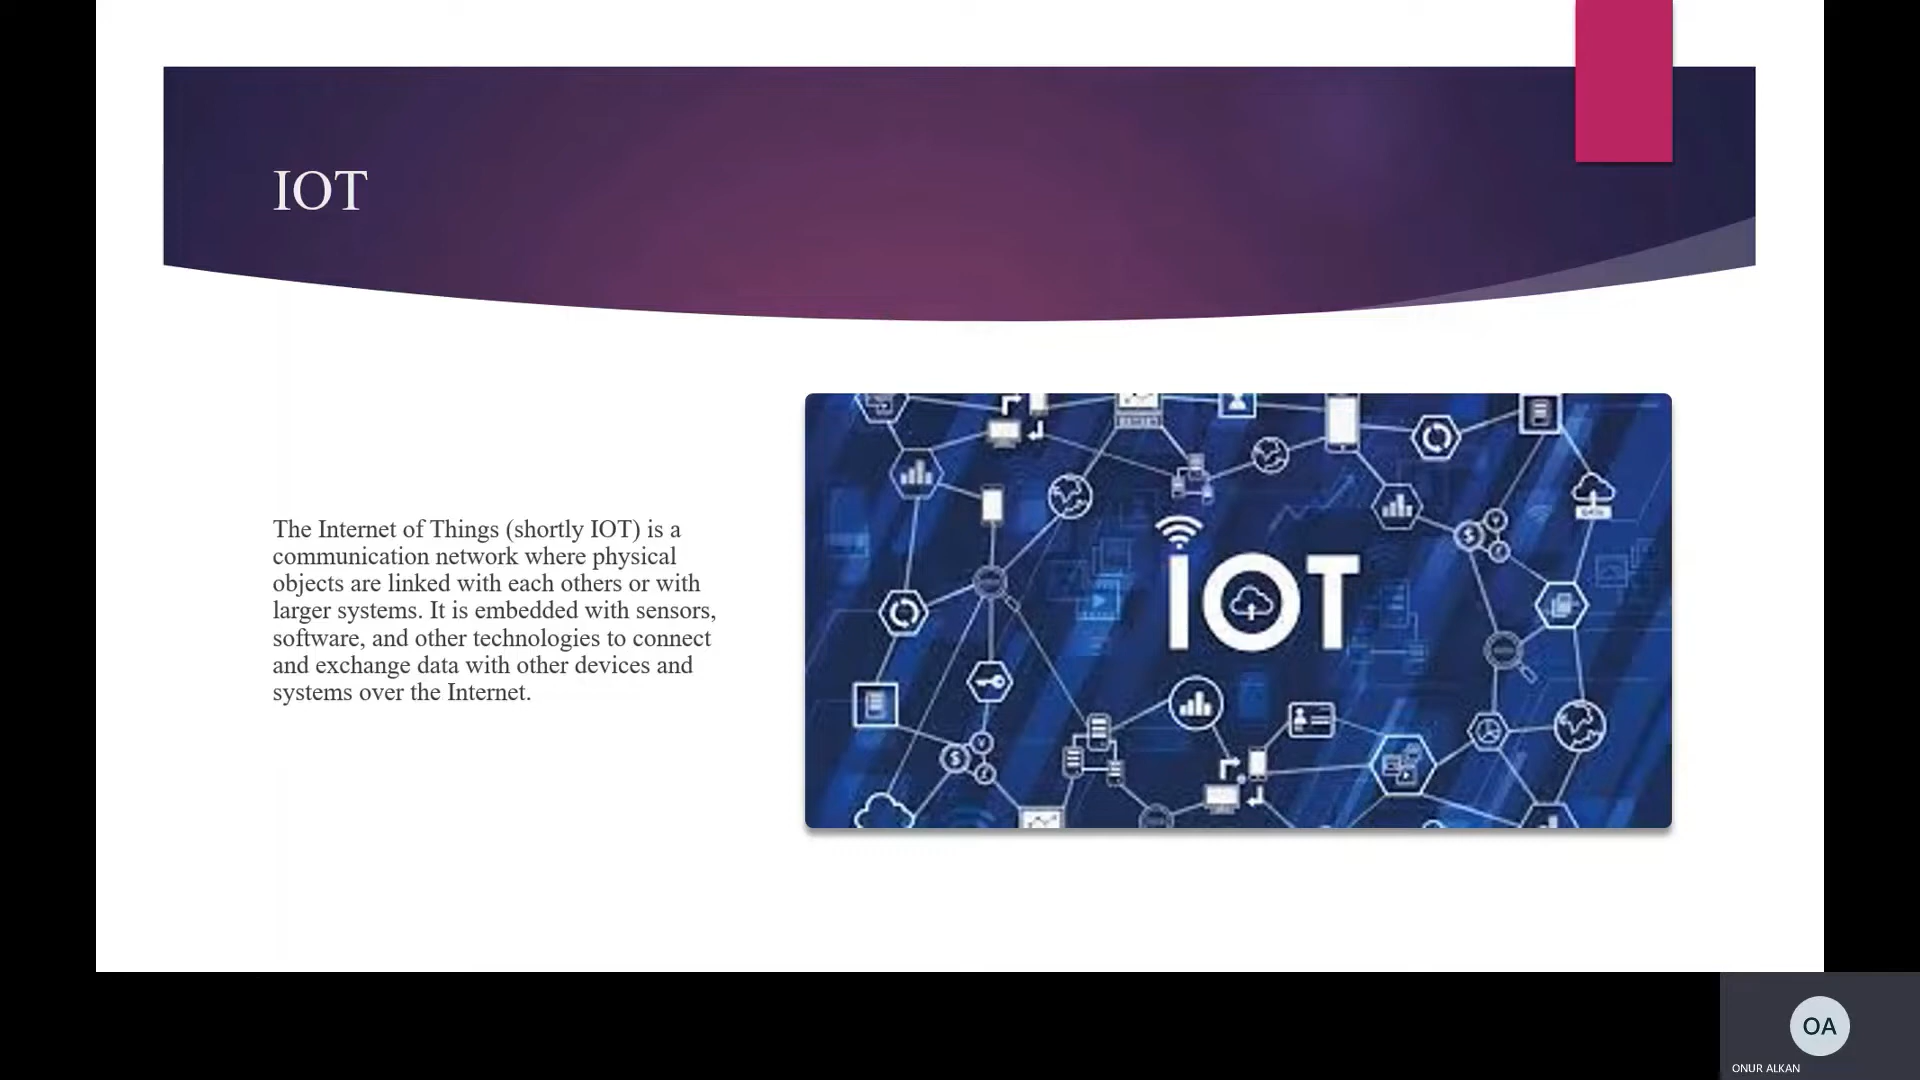 IOT
The Internet of Things (shortly IOT) is a
communication network where physical
objects are linked with each others or with
larger systems. It is embedded with sensors,
software, and other technologies to connect
and exchange data with other devices and
systems over the Internet.
IOT
OA
ONUR ALKAN